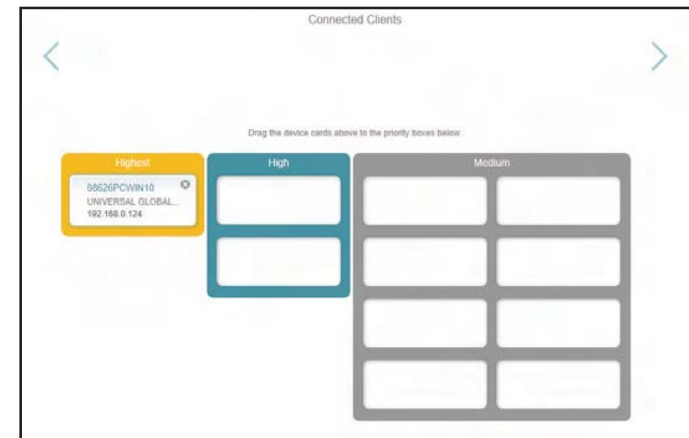 Connected Clients
Drag the device cards above to the priority boxes below.
Highest
High
Medium
08626PCWIN10
UNIVERSAL GLOBAL...
192.168.0.124